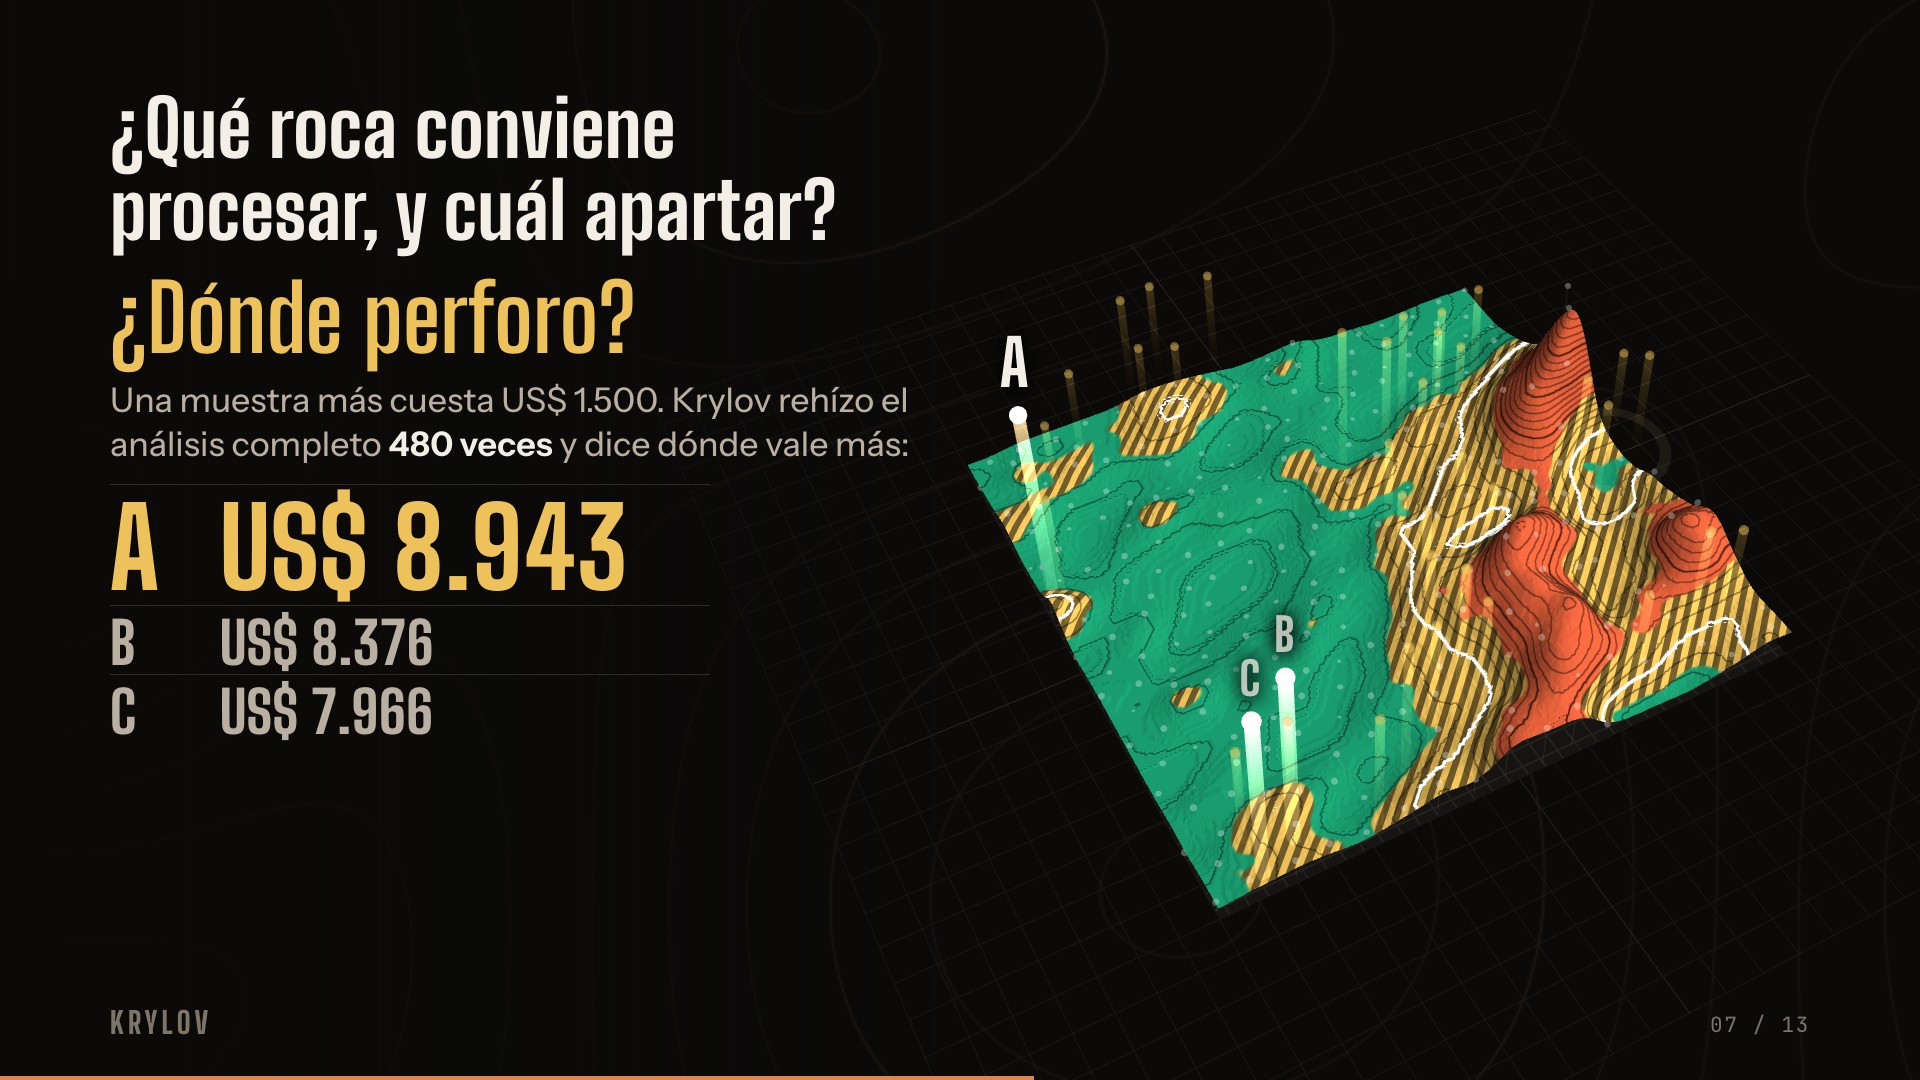 ¿Qué roca conviene
procesar, y cuál apartar?
¿Dónde perforo?
Una muestra más cuesta US$ 1.500. Krylov rehízo el
análisis completo 480 veces y dice dónde vale más:
A US$ 8.943
B US$ 8.376
C US$ 7.966
A
B
C
KRYLOV
07 / 13